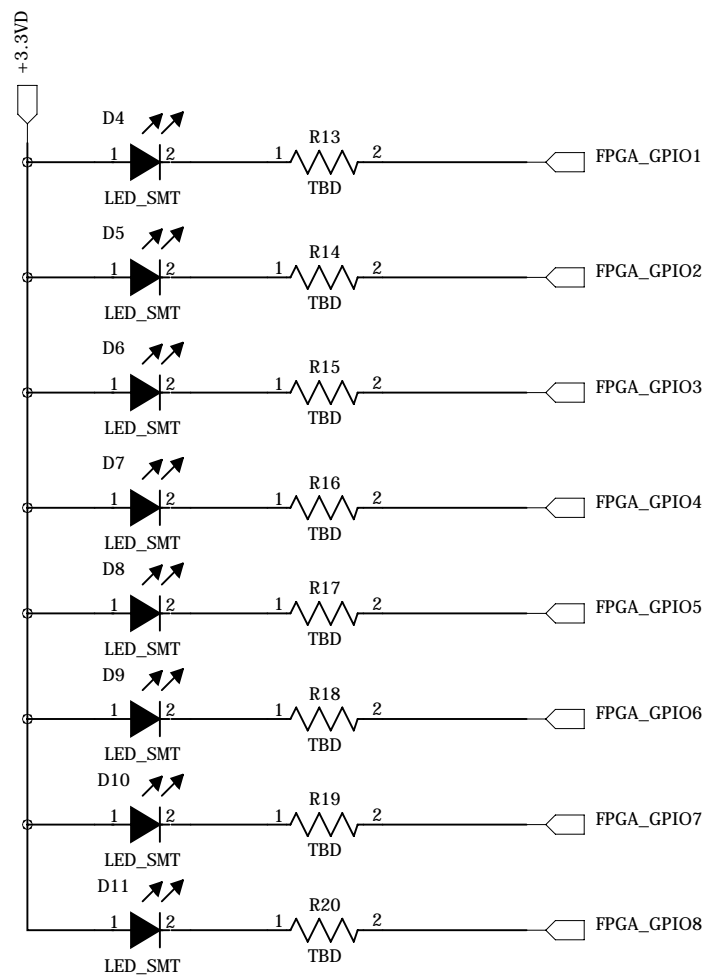 +3.3VD
D4
R13
1 2 1 2 FPGA_GPIO1
LED_SMT TBD
D5
R14
1 2 1 2 FPGA_GPIO2
LED_SMT TBD
D6
R15
1 2 1 2 FPGA_GPIO3
LED_SMT TBD
D7
R16
1 2 1 2 FPGA_GPIO4
LED_SMT TBD
D8
R17
1 2 1 2 FPGA_GPIO5
LED_SMT TBD
D9
R18
1 2 1 2 FPGA_GPIO6
LED_SMT TBD
D10
R19
1 2 1 2 FPGA_GPIO7
LED_SMT TBD
D11
R20
1 2 1 2 FPGA_GPIO8
LED_SMT TBD